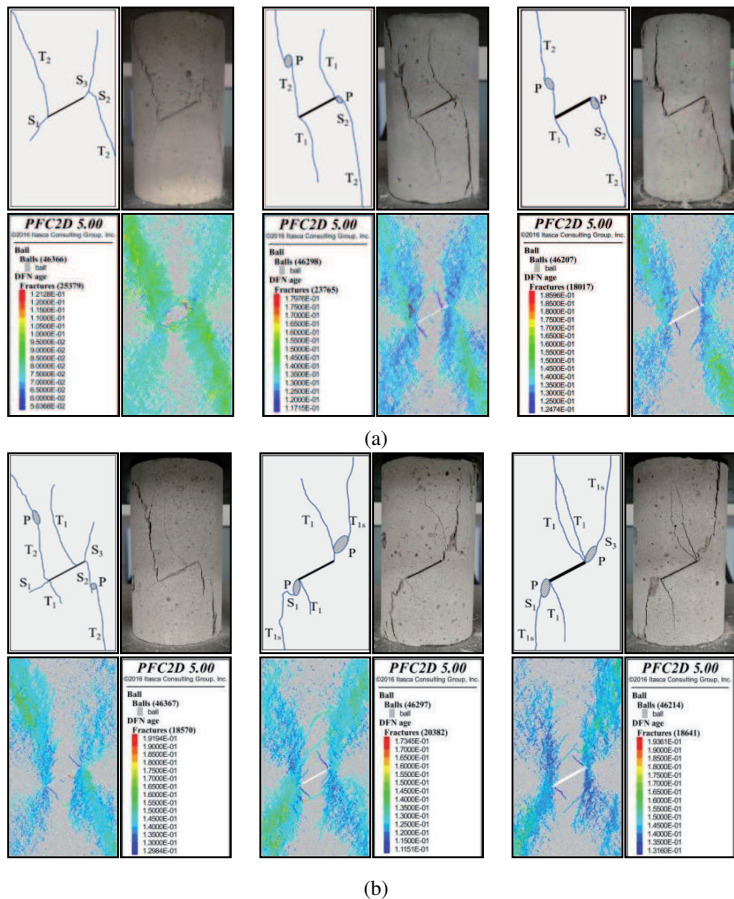 T2
S3
S2
S1
T2
P
T1
T2
P
S2
T1
T2
T2
P
P
S2
T2
PFC2D 5.00
©2016 Itasca Consulting Group, Inc.
Ball
Balls (46366)
ball
DFN age
Fractures (25379)
1.2128E-01
1.2000E-01
1.1500E-01
1.1000E-01
1.0500E-01
1.0000E-01
9.5000E-02
9.0000E-02
8.5000E-02
8.0000E-02
7.5000E-02
7.0000E-02
6.5000E-02
6.0000E-02
5.6366E-02
PFC2D 5.00
©2016 Itasca Consulting Group, Inc.
Ball
Balls (46298)
ball
DFN age
Fractures (23765)
1.7976E-01
1.7500E-01
1.7000E-01
1.6500E-01
1.6000E-01
1.5500E-01
1.5000E-01
1.4500E-01
1.4000E-01
1.3500E-01
1.3000E-01
1.2500E-01
1.2000E-01
1.1715E-01
PFC2D 5.00
©2016 Itasca Consulting Group, Inc.
Ball
Balls (46207)
ball
DFN age
Fractures (18017)
1.8596E-01
1.8500E-01
1.8000E-01
1.7500E-01
1.7000E-01
1.6500E-01
1.6000E-01
1.5500E-01
1.5000E-01
1.4500E-01
1.4000E-01
1.3500E-01
1.3000E-01
1.2500E-01
1.2474E-01
(a)
P
T1
T2
S3
S1
S2
P
T1
T2
T1
T1s
P
P
S1
T1
T1s
T1
T1
T1s
S3
P
P
S1
T1
T1s
PFC2D 5.00
©2016 Itasca Consulting Group, Inc.
Ball
Balls (46367)
ball
DFN age
Fractures (18570)
1.9194E-01
1.9000E-01
1.8500E-01
1.8000E-01
1.7500E-01
1.7000E-01
1.6500E-01
1.6000E-01
1.5500E-01
1.5000E-01
1.4500E-01
1.4000E-01
1.3500E-01
1.3000E-01
1.2984E-01
PFC2D 5.00
©2016 Itasca Consulting Group, Inc.
Ball
Balls (46297)
ball
DFN age
Fractures (20382)
1.7345E-01
1.7000E-01
1.6500E-01
1.6000E-01
1.5500E-01
1.5000E-01
1.4500E-01
1.4000E-01
1.3500E-01
1.3000E-01
1.2500E-01
1.2000E-01
1.1500E-01
1.1151E-01
PFC2D 5.00
©2016 Itasca Consulting Group, Inc.
Ball
Balls (46214)
ball
DFN age
Fractures (18641)
1.9361E-01
1.9000E-01
1.8500E-01
1.8000E-01
1.7500E-01
1.7000E-01
1.6500E-01
1.6000E-01
1.5500E-01
1.5000E-01
1.4500E-01
1.4000E-01
1.3500E-01
1.3160E-01
(b)